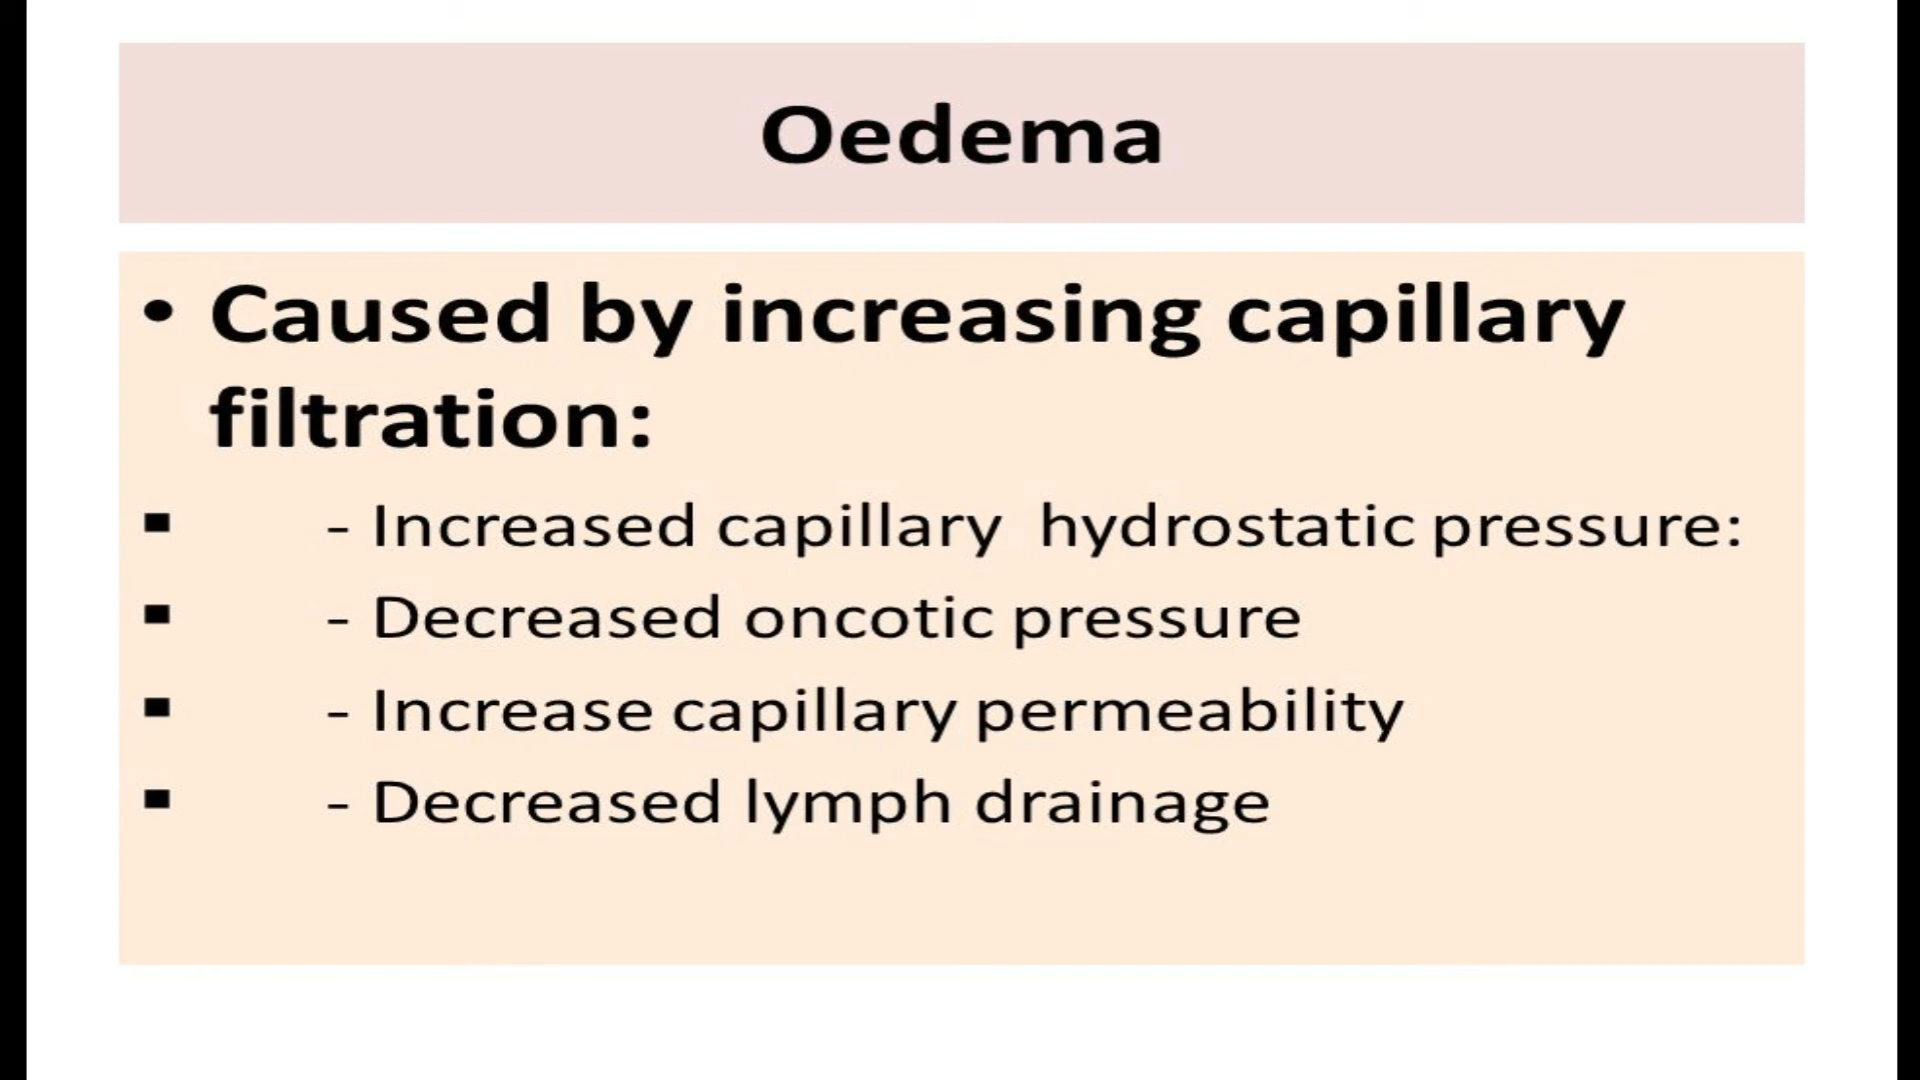 Oedema
• Caused by increasing capillary
filtration:
▪ - Increased capillary  hydrostatic pressure:
▪ - Decreased oncotic pressure
▪ - Increase capillary permeability
▪ - Decreased lymph drainage